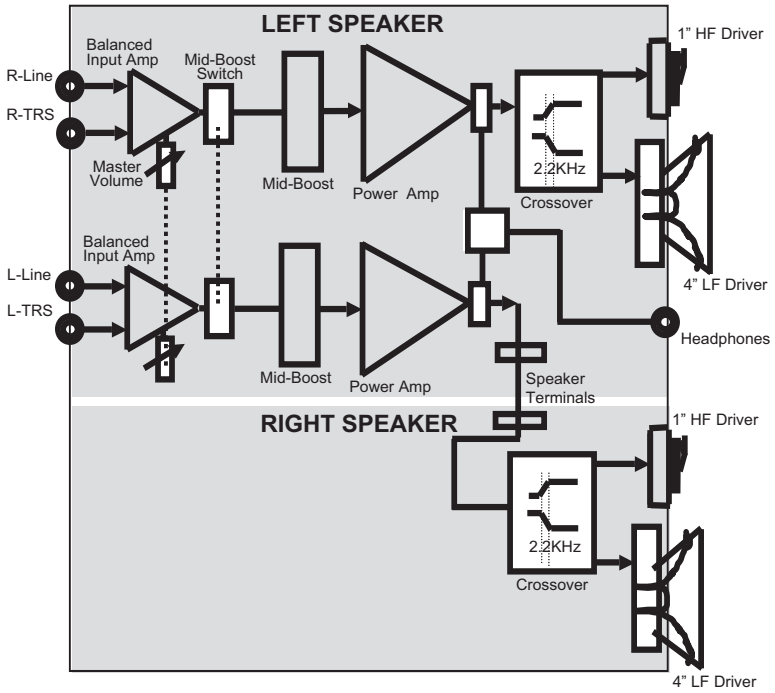 LEFT SPEAKER
1” HF Driver
Balanced
Input Amp
Mid-Boost
Switch
R-Line
R-TRS
Master
Volume
Mid-Boost
Power Amp
2.2KHz
Crossover
4” LF Driver
Balanced
Input Amp
L-Line
L-TRS
Headphones
Mid-Boost
Power Amp
Speaker
Terminals
RIGHT SPEAKER
1” HF Driver
2.2KHz
Crossover
4” LF Driver